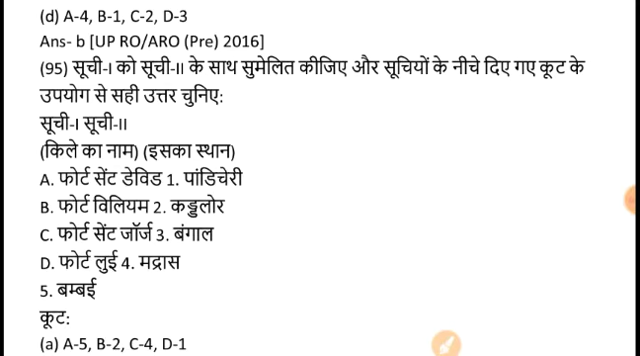 (d) A-4, B-1, C-2, D-3
Ans- b [UP RO/ARO (Pre) 2016]
(95) सूची-I को सूची-II के साथ सुमेलित कीजिए और सूचियों के नीचे दिए गए कूट के
उपयोग से सही उत्तर चुनिए:
सूची-I सूची-II
(किले का नाम) (इसका स्थान)
A. फोर्ट सेंट डेविड 1. पांडिचेरी
B. फोर्ट विलियम 2. कड्डलोर
C. फोर्ट सेंट जॉर्ज 3. बंगाल
D. फोर्ट लुई 4. मद्रास
5. बम्बई
कूट:
(a) A-5, B-2, C-4, D-1